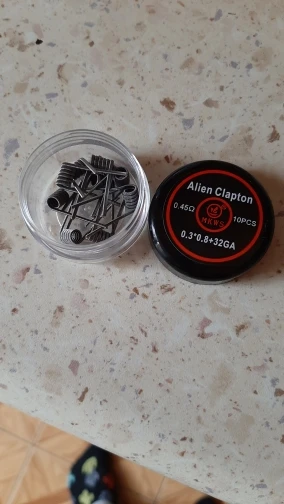 Alien Clapton
0.45Ω
10PCS
0.3*0.8+32GA